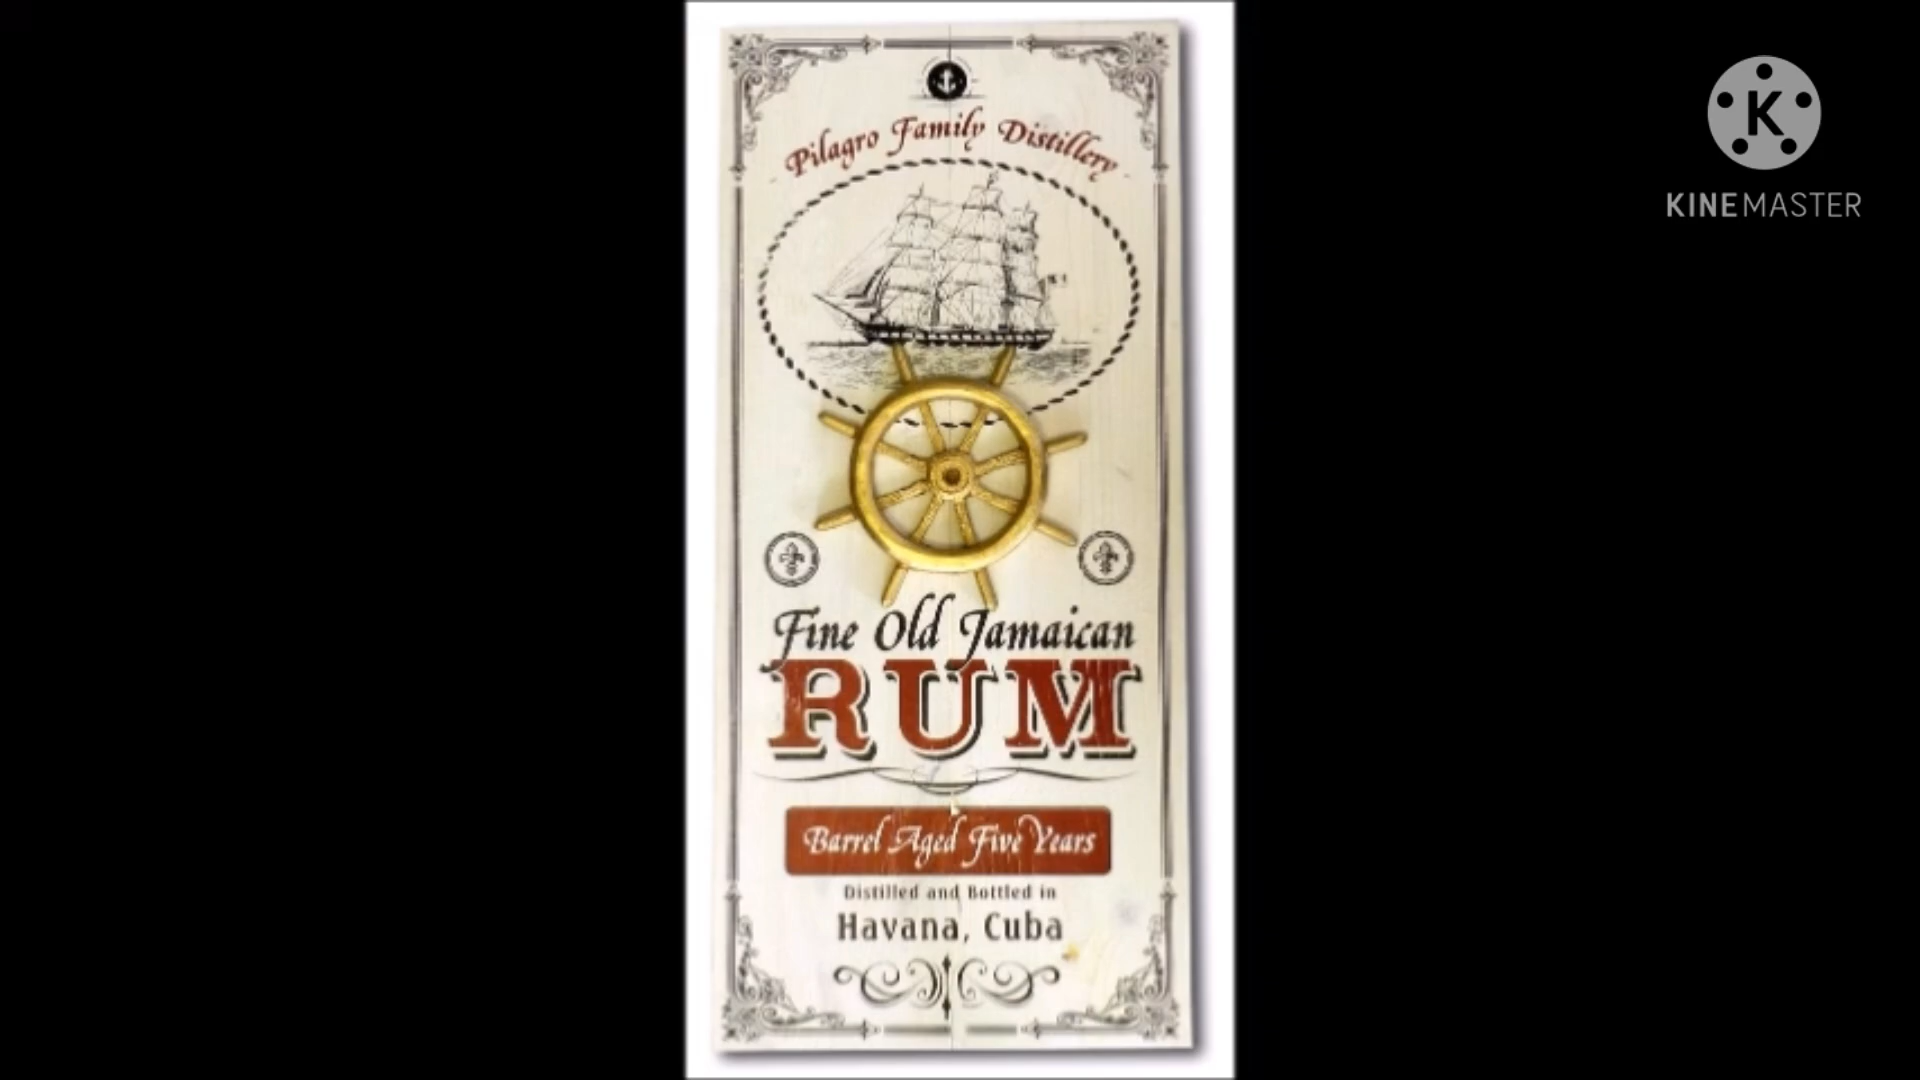 Pilagro Family Distillery
Fine Old Jamaican
RUM
Barrel Aged Five Years
Distilled and Bottled in
Havana, Cuba
K
KINEMASTER